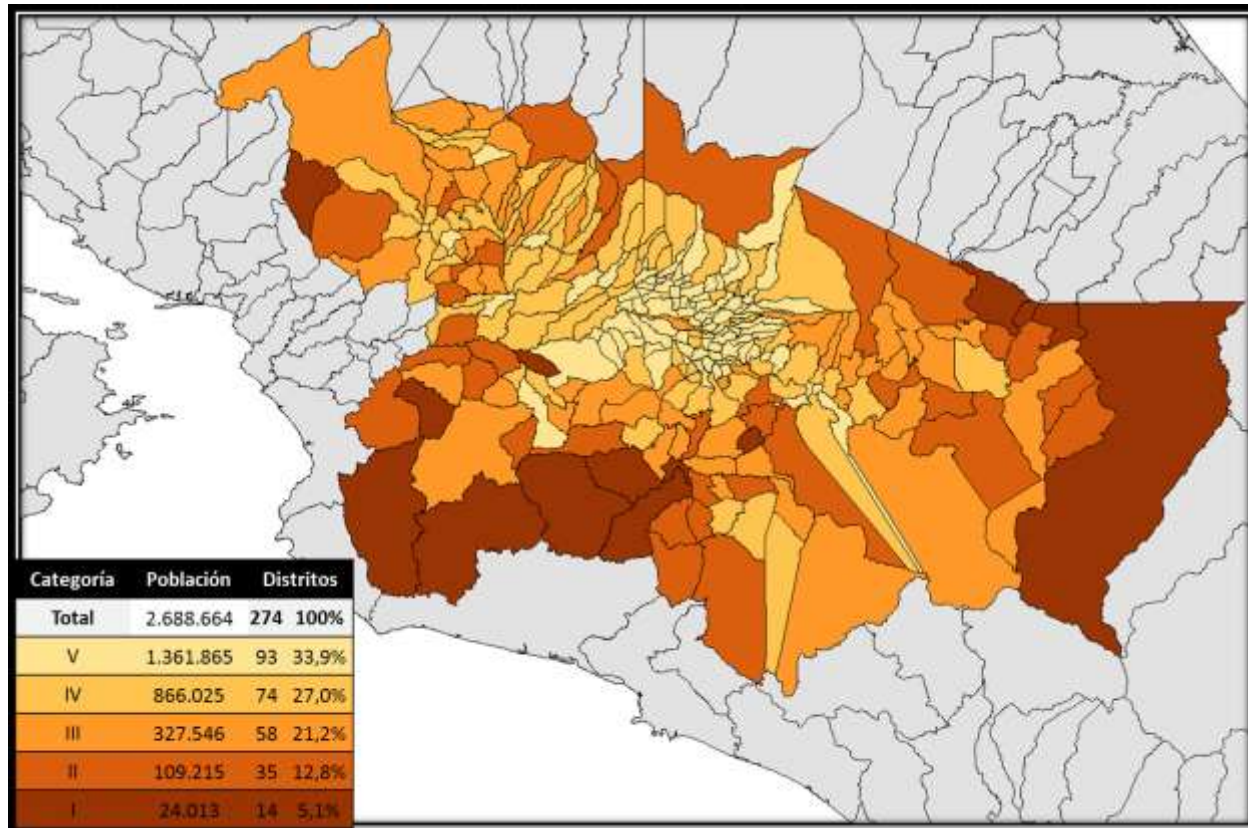 Categoría Población Distritos
Total 2.688.664 274 100%
V 1.361.865 93 33,9%
IV 866.025 74 27,0%
III 327.546 58 21,2%
II 109.215 35 12,8%
I 24.013 14 5,1%